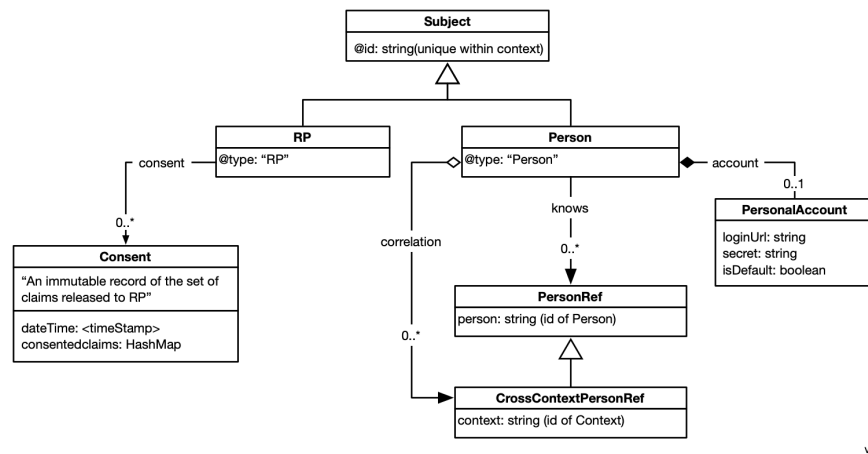 Subject
@id: string(unique within context)
RP
@type: “RP”
Person
@type: “Person”
consent
account
0..1
knows
PersonalAccount
loginUrl: string
secret: string
isDefault: boolean
0..*
correlation
0..*
Consent
“An immutable record of the set of
claims released to RP”
dateTime: <timeStamp>
consentedclaims: HashMap
PersonRef
person: string (id of Person)
0..*
CrossContextPersonRef
context: string (id of Context)